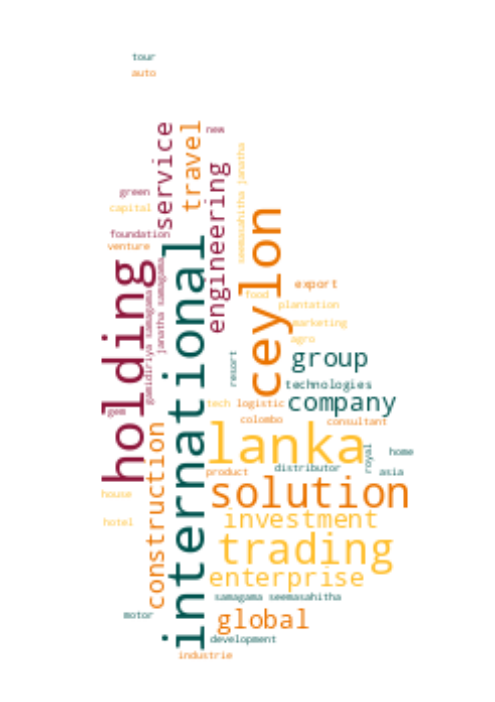 tour
auto
new
service
travel
engineering
seemasahitha janatha
green
capital
foundation
venture
holding
international
ceylon
gamidiriya samagama
janatha samagama
export
food
plantation
marketing
agro
group
resort
technologies
company
gem
tech
logistic
colombo
consultant
lanka
construction
royal
home
product
distributor
asia
solution
house
investment
hotel
trading
enterprise
samagama seemasahitha
motor
global
development
industrie